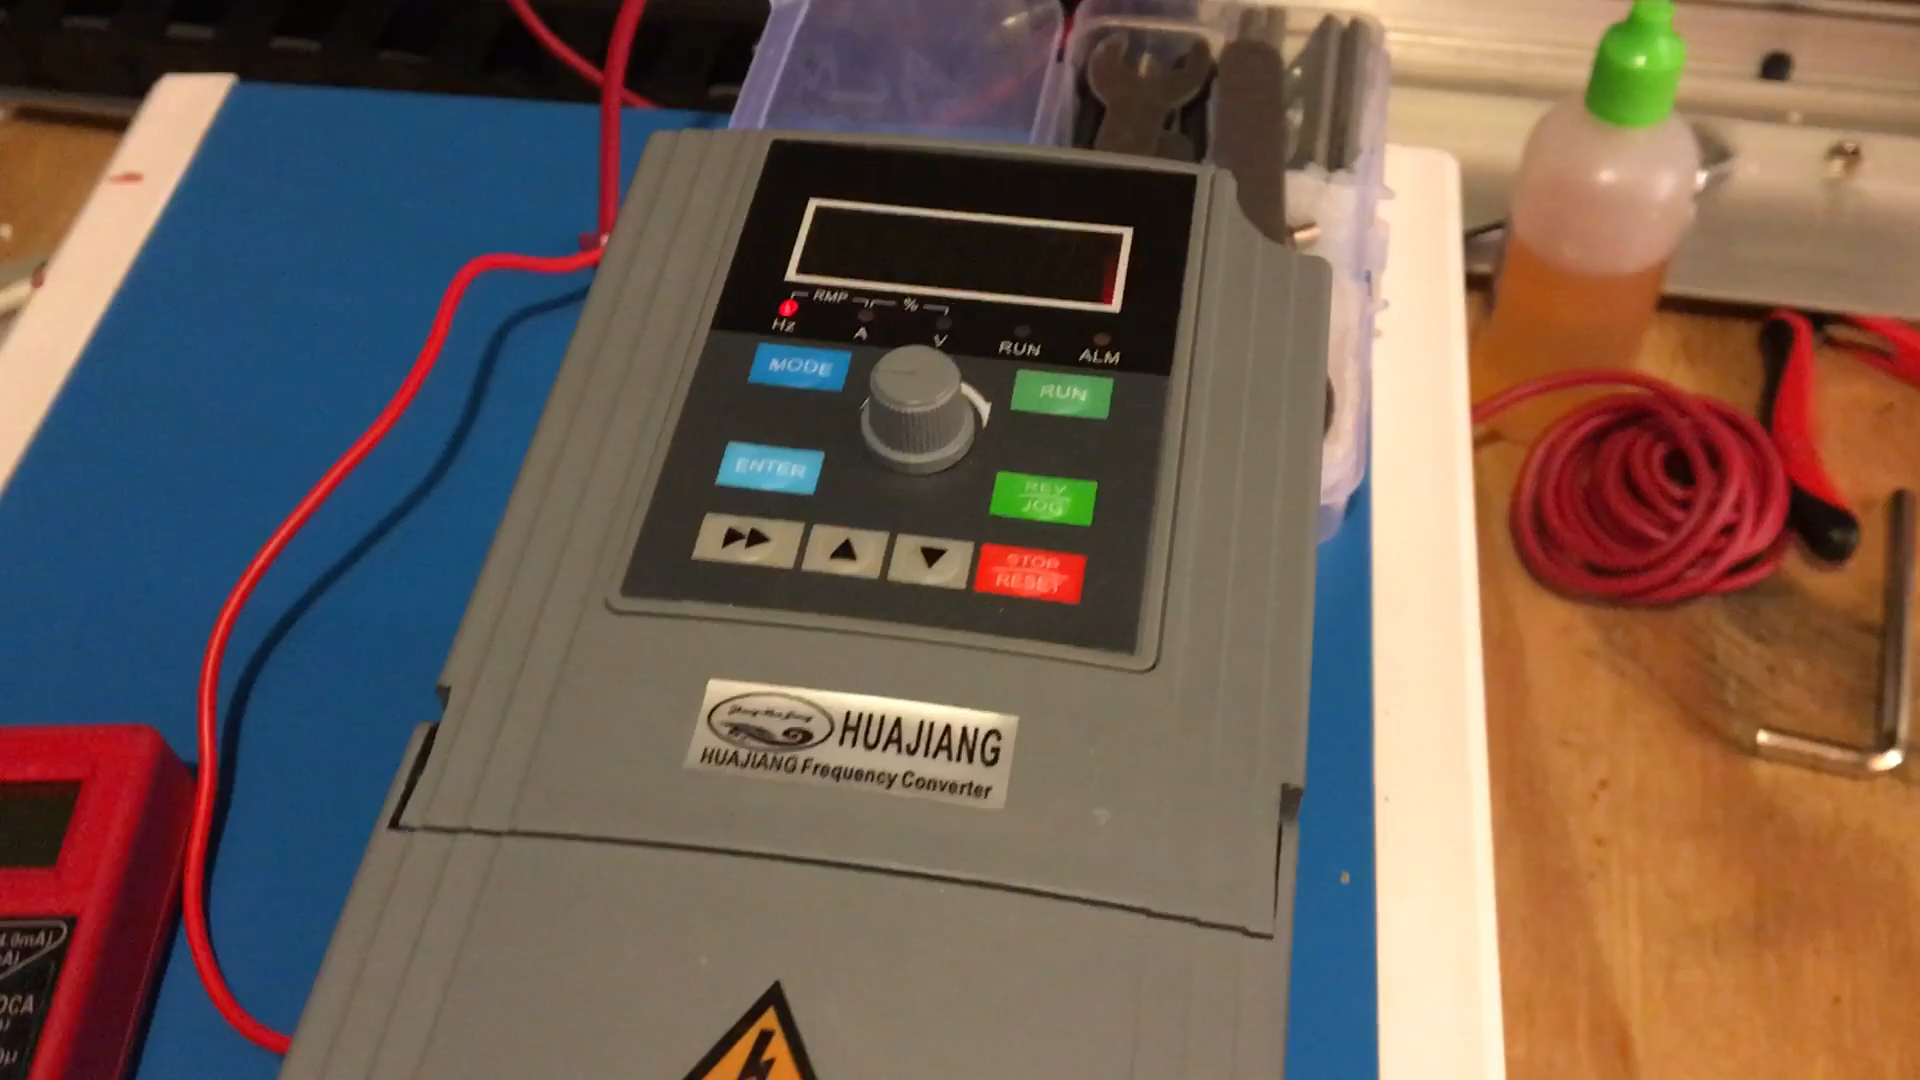 RMP
%
Hz
A
V
RUN
ALM
MODE
RUN
ENTER
REV
JOG
STOP
RESET
HUAJIANG
HUAJIANG Frequency Converter